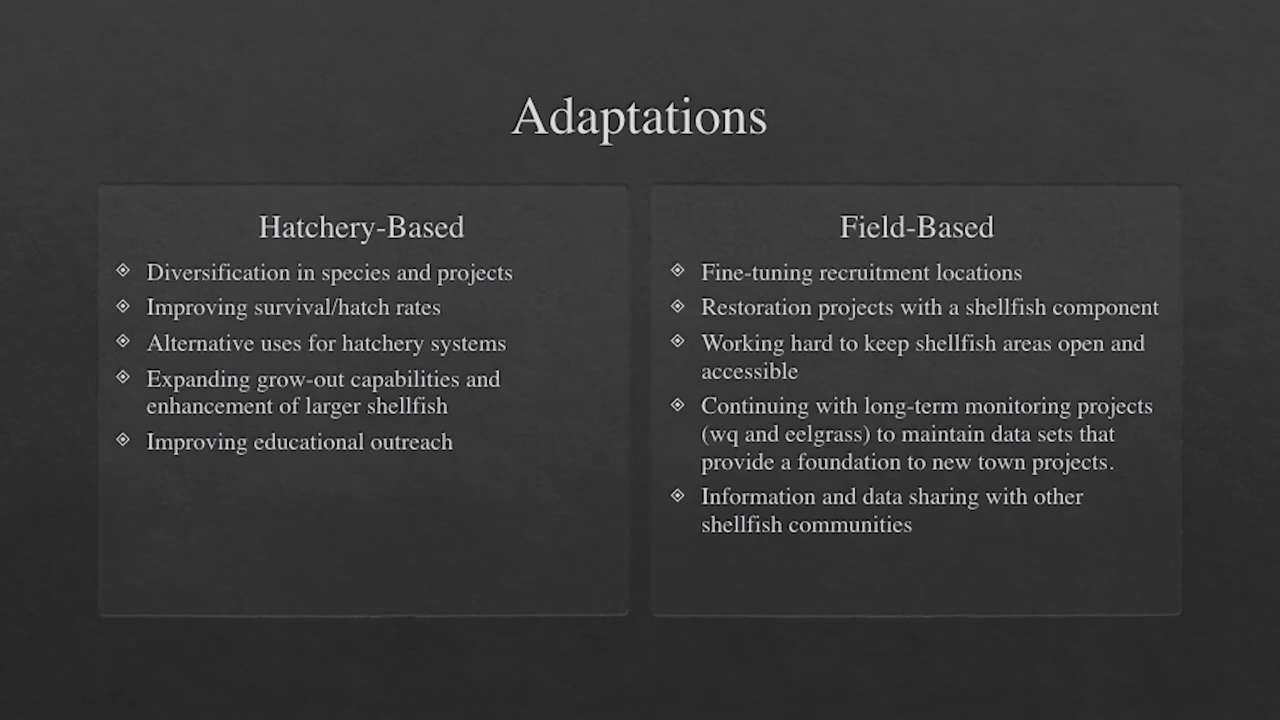 Adaptations
Hatchery-Based
Diversification in species and projects
Improving survival/hatch rates
Alternative uses for hatchery systems
Expanding grow-out capabilities and
enhancement of larger shellfish
Improving educational outreach
Field-Based
Fine-tuning recruitment locations
Restoration projects with a shellfish component
Working hard to keep shellfish areas open and
accessible
Continuing with long-term monitoring projects
(wq and eelgrass) to maintain data sets that
provide a foundation to new town projects.
Information and data sharing with other
shellfish communities